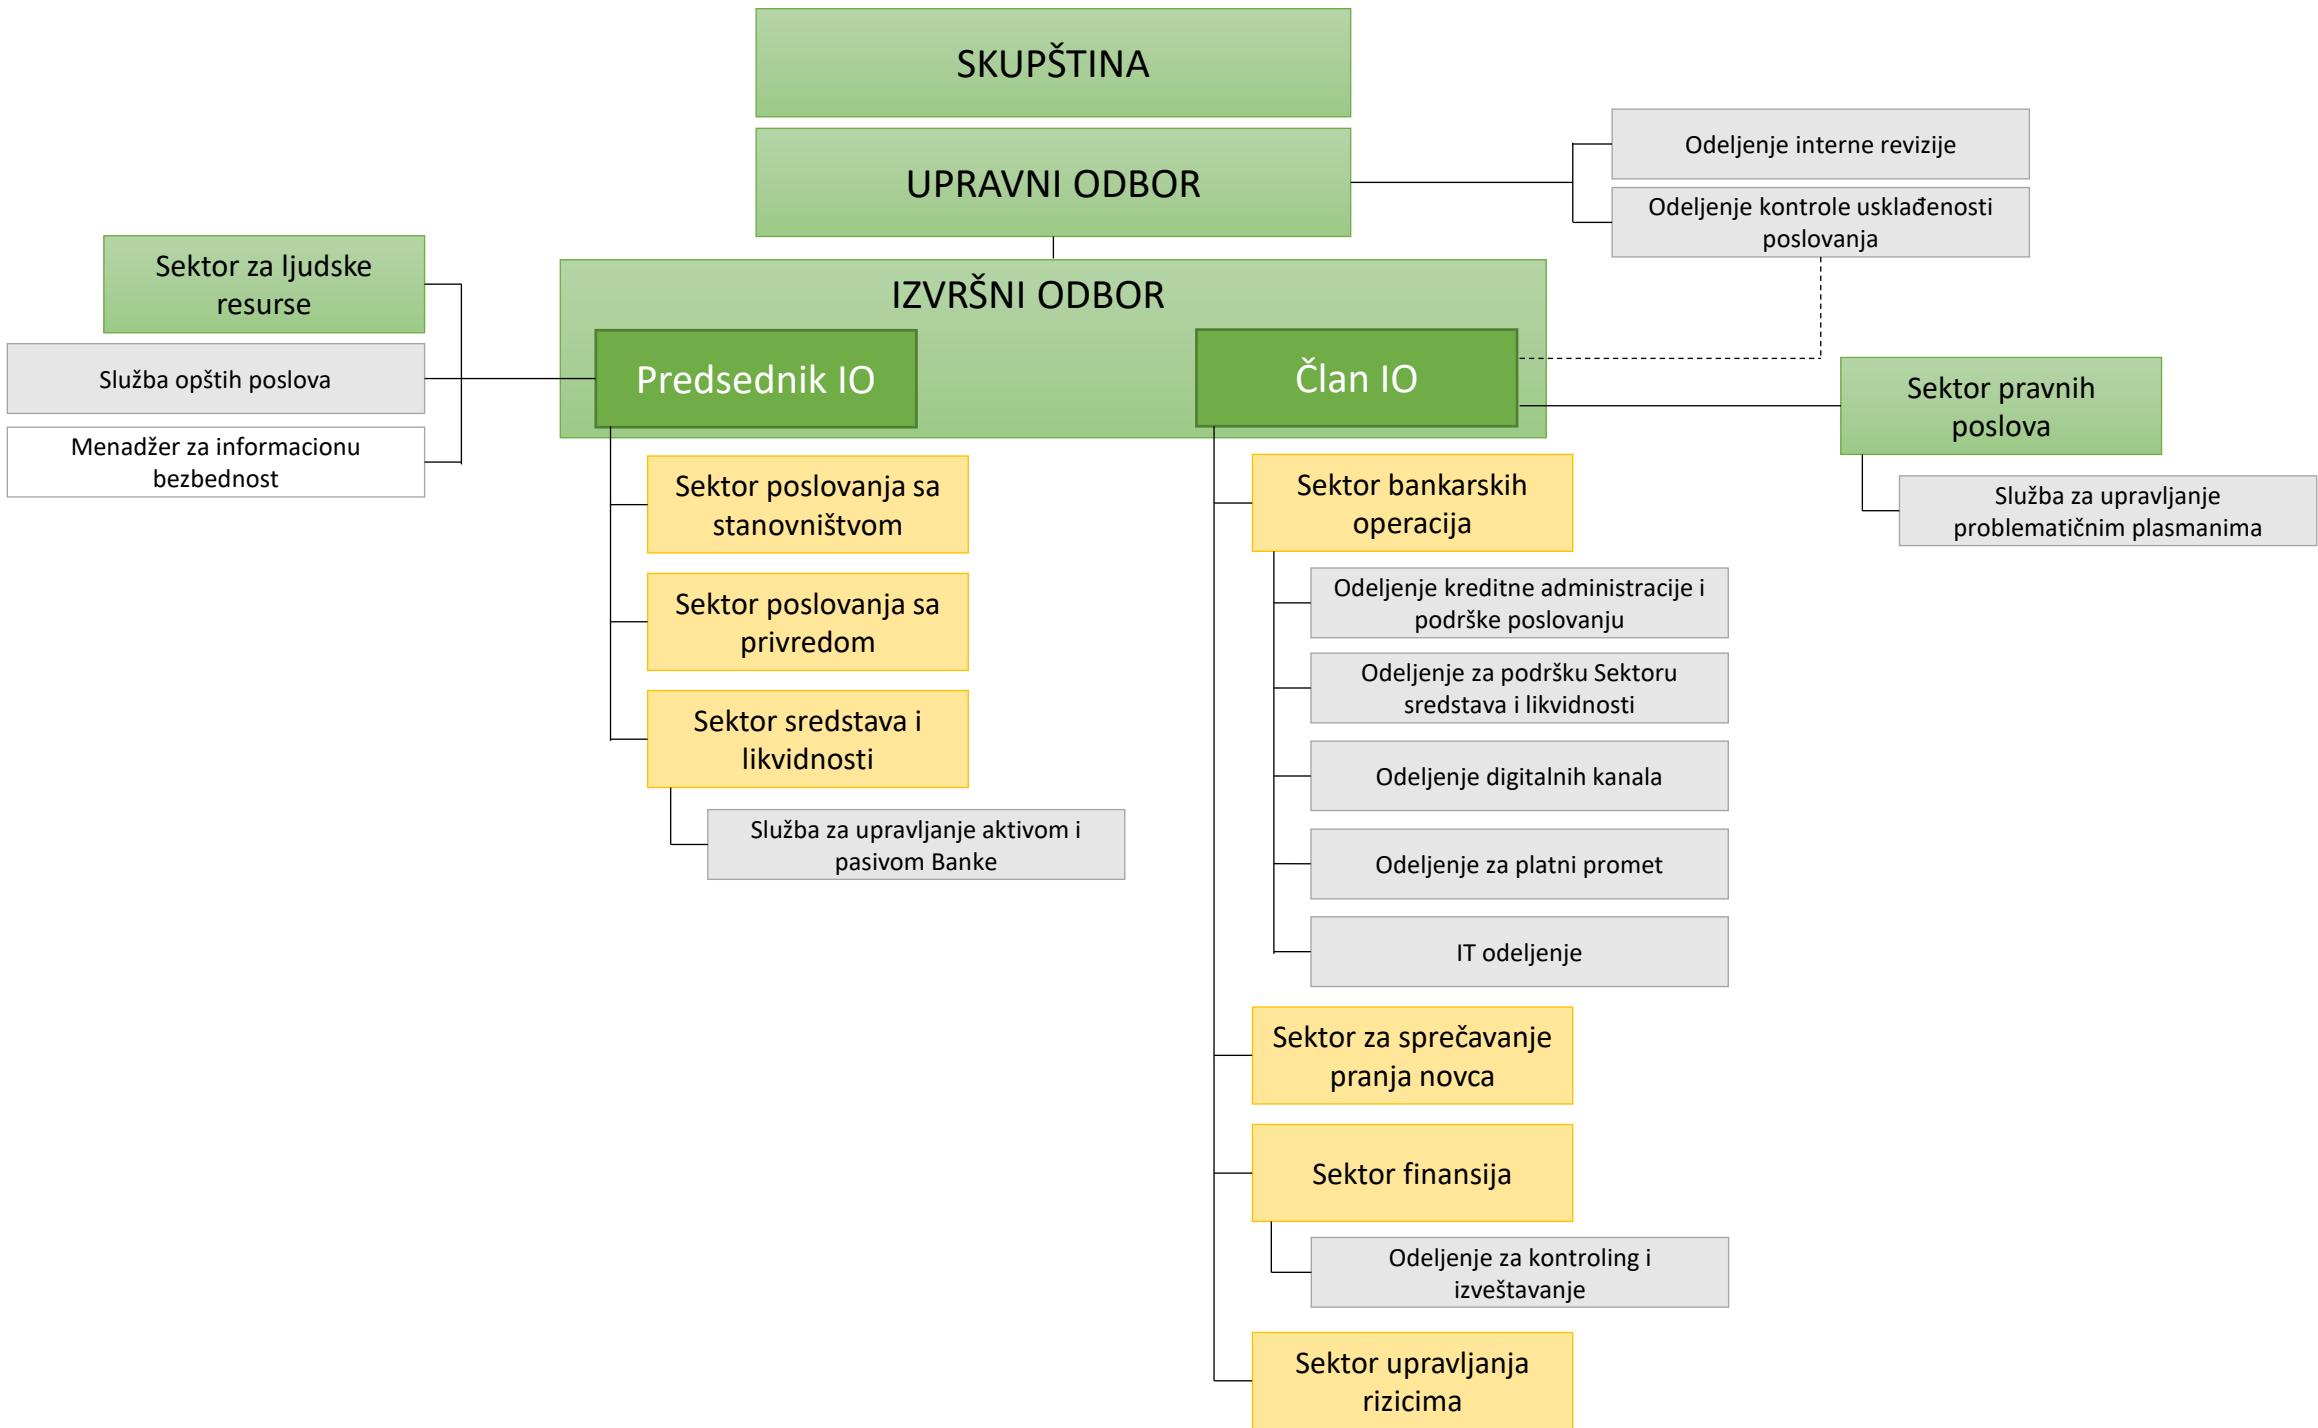 SKUPŠTINA
UPRAVNI ODBOR
Odeljenje interne revizije
Odeljenje kontrole usklađenosti
poslovanja
Sektor za ljudske
resurse
Služba opštih poslova
Menadžer za informacionu
bezbednost
IZVRŠNI ODBOR
Predsednik IO
Član IO
Sektor pravnih
poslova
Služba za upravljanje
problematičnim plasmanima
Sektor poslovanja sa
stanovništvom
Sektor poslovanja sa
privredom
Sektor sredstava i
likvidnosti
Služba za upravljanje aktivom i
pasivom Banke
Sektor bankarskih
operacija
Odeljenje kreditne administracije i
podrške poslovanju
Odeljenje za podršku Sektoru
sredstava i likvidnosti
Odeljenje digitalnih kanala
Odeljenje za platni promet
IT odeljenje
Sektor za sprečavanje
pranja novca
Sektor finansija
Odeljenje za kontroling i
izveštavanje
Sektor upravljanja
rizicima